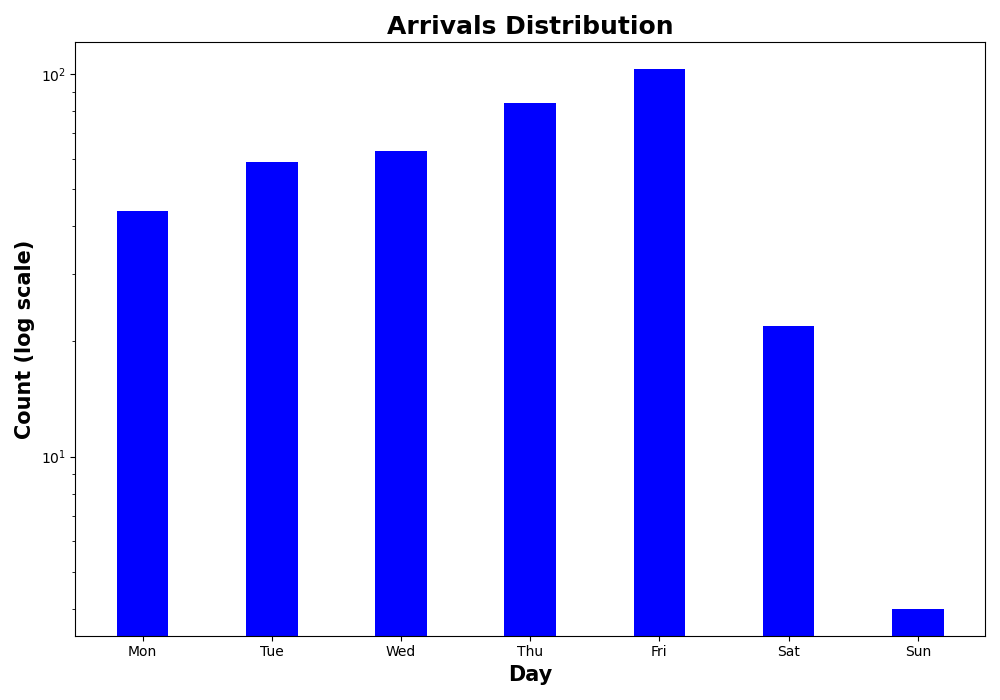 Arrivals Distribution
Count (log scale)
10²
10¹
Mon Tue Wed Thu Fri Sat Sun
Day